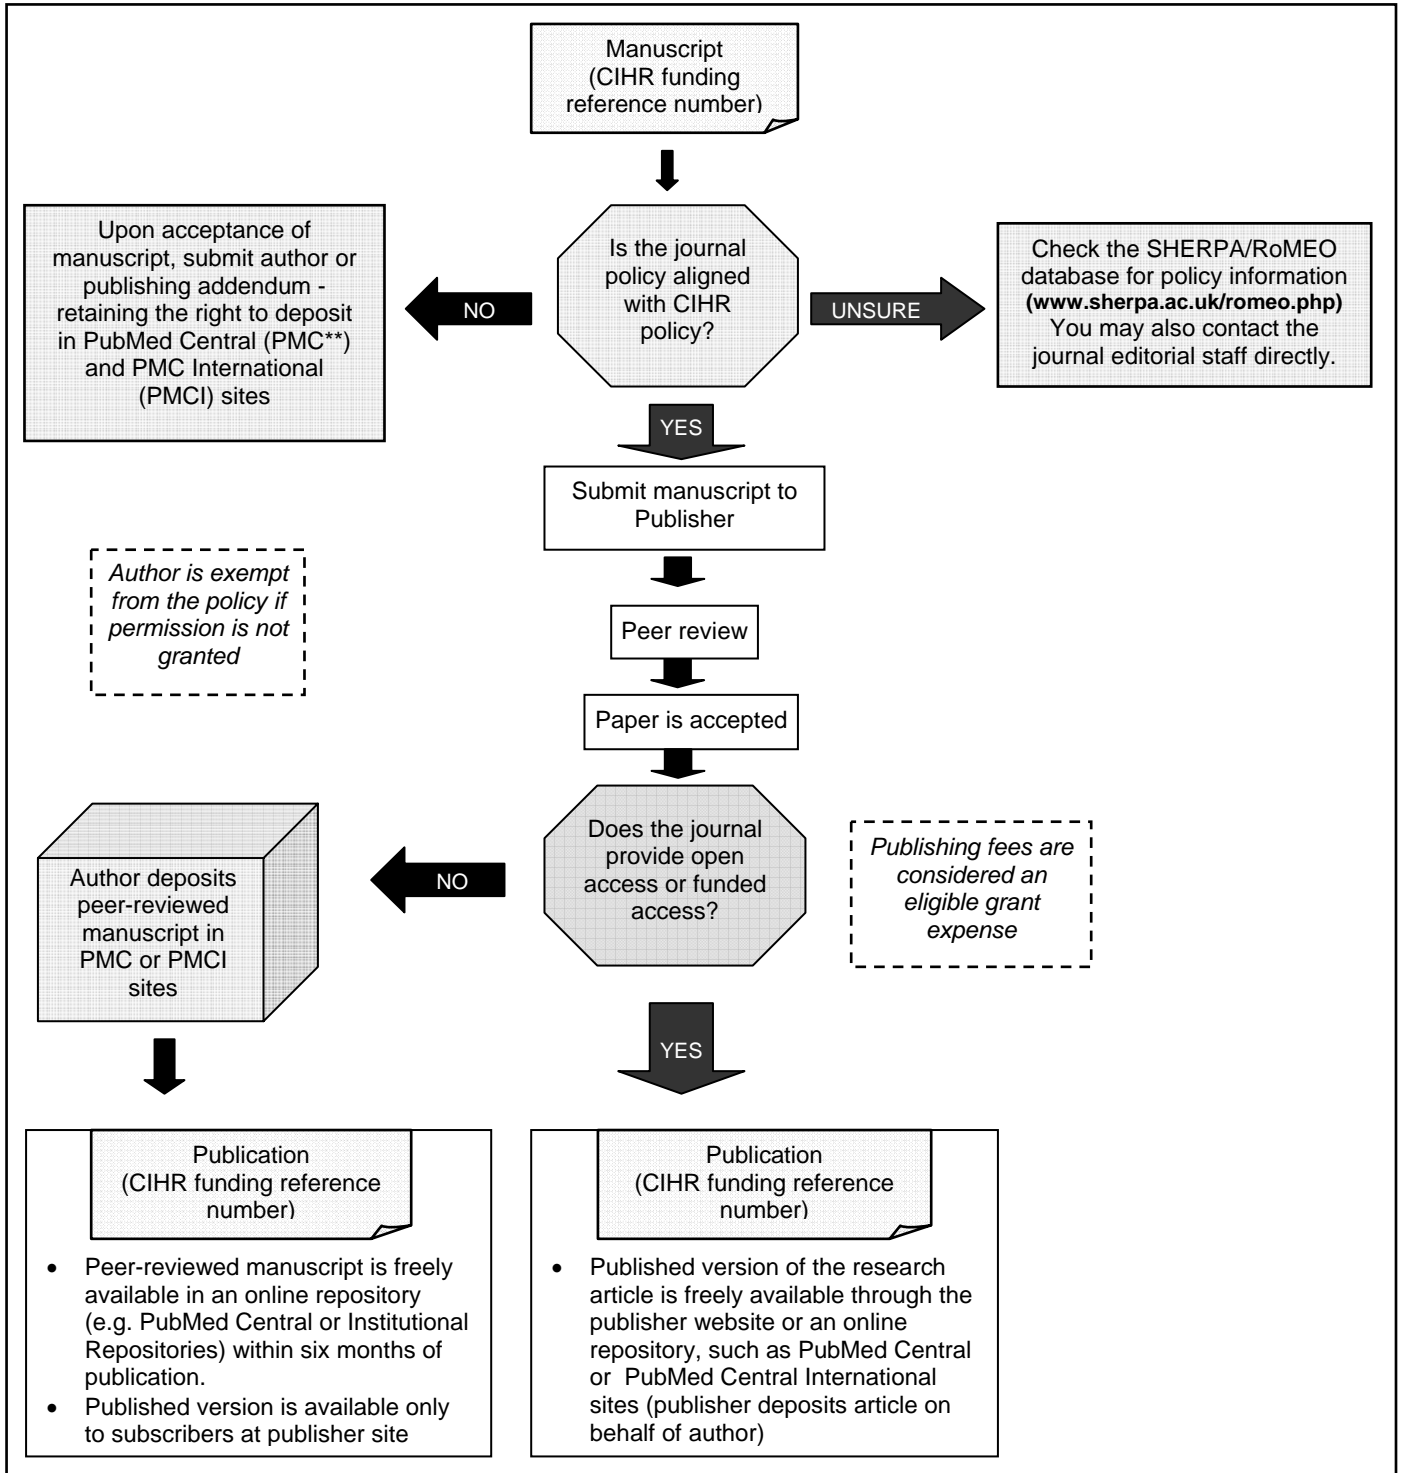 Manuscript
(CIHR funding
reference number)
Upon acceptance of
manuscript, submit author or
publishing addendum -
retaining the right to deposit
in PubMed Central (PMC**)
and PMC International
(PMCI) sites
NO
Is the journal
policy aligned
with CIHR
policy?
UNSURE
Check the SHERPA/RoMEO
database for policy information
(www.sherpa.ac.uk/romeo.php)
You may also contact the
journal editorial staff directly.
YES
Submit manuscript to
Publisher
Author is exempt
from the policy if
permission is not
granted
Peer review
Paper is accepted
Does the journal
provide open
access or funded
access?
Publishing fees are
considered an
eligible grant
expense
NO
Author deposits
peer-reviewed
manuscript in
PMC or PMCI
sites
YES
Publication
(CIHR funding reference
number)
• Peer-reviewed manuscript is freely
available in an online repository
(e.g. PubMed Central or Institutional
Repositories) within six months of
publication.
• Published version is available only
to subscribers at publisher site
Publication
(CIHR funding reference
number)
• Published version of the research
article is freely available through the
publisher website or an online
repository, such as PubMed Central
or PubMed Central International
sites (publisher deposits article on
behalf of author)